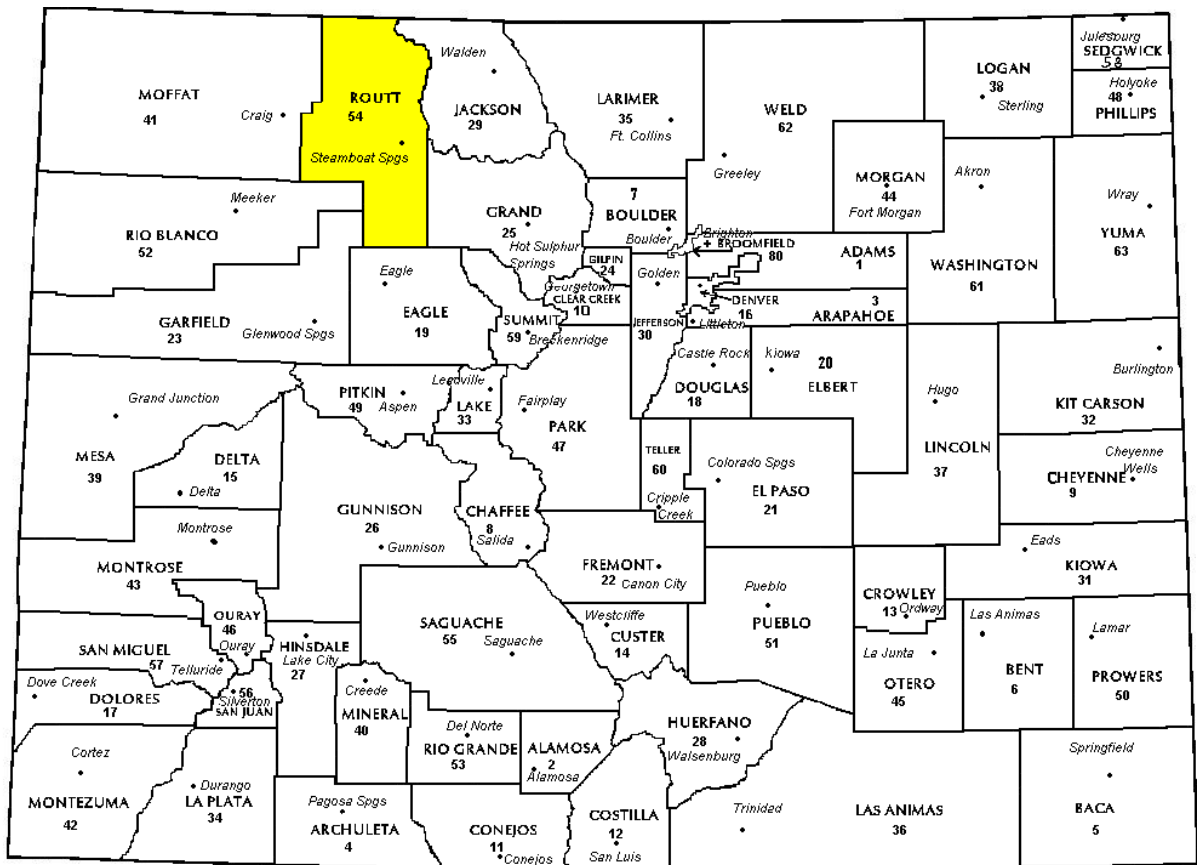 Julesburg
SEDGWICK
58
Walden
LOGAN
38
Sterling
Holyoke
48
PHILLIPS
MOFFAT
41
Craig
ROUTT
54
Steamboat Spgs
JACKSON
29
LARIMER
35
Ft. Collins
WELD
62
Greeley
MORGAN
44
Fort Morgan
Akron
Wray
YUMA
63
Meeker
RIO BLANCO
52
GRAND
25
Hot Sulphur
Springs
7
BOULDER
Boulder
Brighton
+ BROOMFIELD
80
ADAMS
1
WASHINGTON
61
GILPIN
24
Golden
Georgetown
CLEAR CREEK
10
DENVER
16
3
ARAPAHOE
Littleton
JEFFERSON
30
Eagle
EAGLE
19
SUMMIT
59
Breckenridge
GARFIELD
23
Glenwood Spgs
Castle Rock
DOUGLAS
18
kiowa
20
ELBERT
Hugo
LINCOLN
37
Burlington
KIT CARSON
32
Grand Junction
MESA
39
PITKIN
49
Aspen
Leadville
LAKE
33
Fairplay
PARK
47
DELTA
15
Delta
TELLER
60
Cripple
Creek
Colorado Spgs
EL PASO
21
Cheyenne
Wells
CHEYENNE
9
GUNNISON
26
Gunnison
CHAFFEE
8
Salida
Montrose
MONTROSE
43
FREMONT
22
Canon City
Eads
KIOWA
31
CROWLEY
13
Ordway
Pueblo
PUEBLO
51
OURAY
46
Ouray
HINSDALE
Lake City
27
SAGUACHE
55
Saguache
Westcliffe
CUSTER
14
Las Animas
BENT
6
Lamar
PROWERS
50
La Junta
OTERO
45
SAN MIGUEL
57
Telluride
Dove Creek
DOLORES
17
56
Silverton
SAN JUAN
Creede
MINERAL
40
Del Norte
RIO GRANDE
53
ALAMOSA
2
Alamosa
HUERFANO
28
Walsenburg
Cortez
MONTEZUMA
42
Durango
LA PLATA
34
Pagosa Spgs
ARCHULETA
4
CONEJOS
11
Conejos
COSTILLA
12
San Luis
Trinidad
LAS ANIMAS
36
Springfield
BACA
5